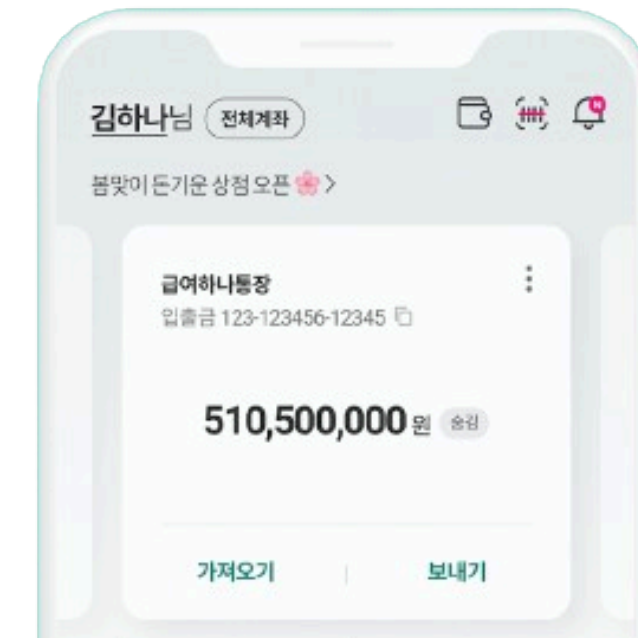 김하나님 전체계좌
봄맞이 돈기운 상점 오픈🌸 >
급여하나통장
입출금 123-123456-12345
510,500,000 원 숨김
가져오기 | 보내기